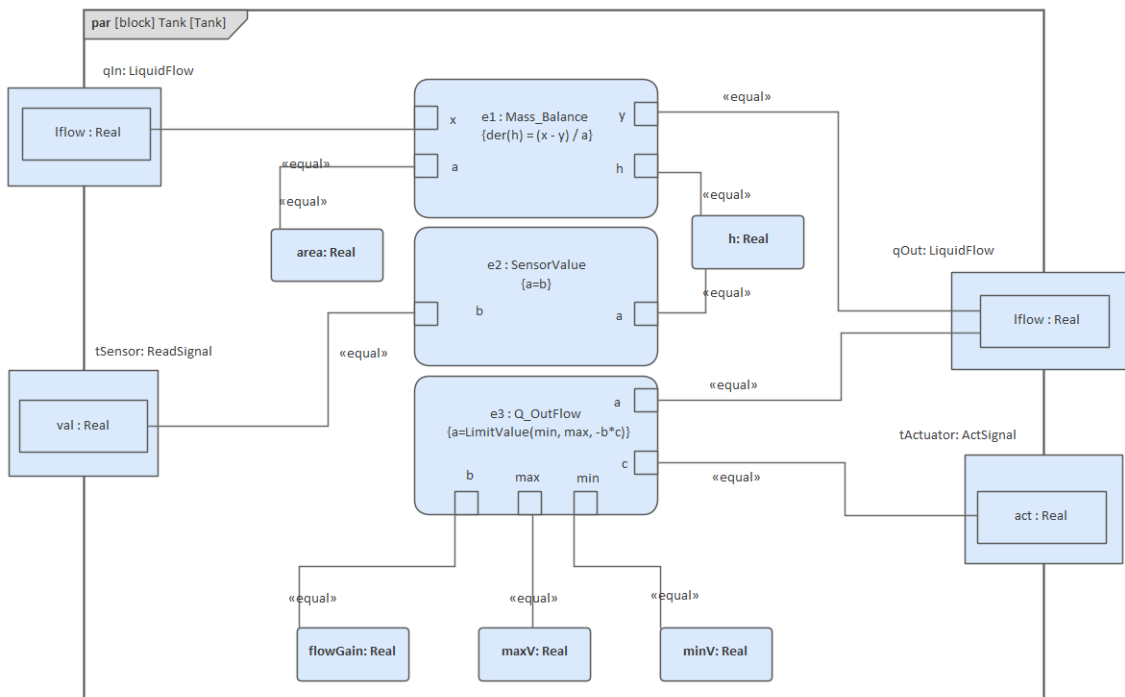 par [block] Tank [Tank]
qIn: LiquidFlow
lflow : Real
«equal»
x
e1 : Mass_Balance
{der(h) = (x - y) / a}
y
a
h
«equal»
«equal»
area: Real
h: Real
«equal»
e2: SensorValue
{a=b}
b
a
«equal»
qOut: LiquidFlow
lflow : Real
tSensor: ReadSignal
val : Real
«equal»
e3 : Q_OutFlow
{a=LimitValue(min, max, -b*c)}
a
c
b
max
min
«equal»
«equal»
tActuator: ActSignal
act : Real
«equal»
«equal»
«equal»
flowGain: Real
maxV: Real
minV: Real
«equal»